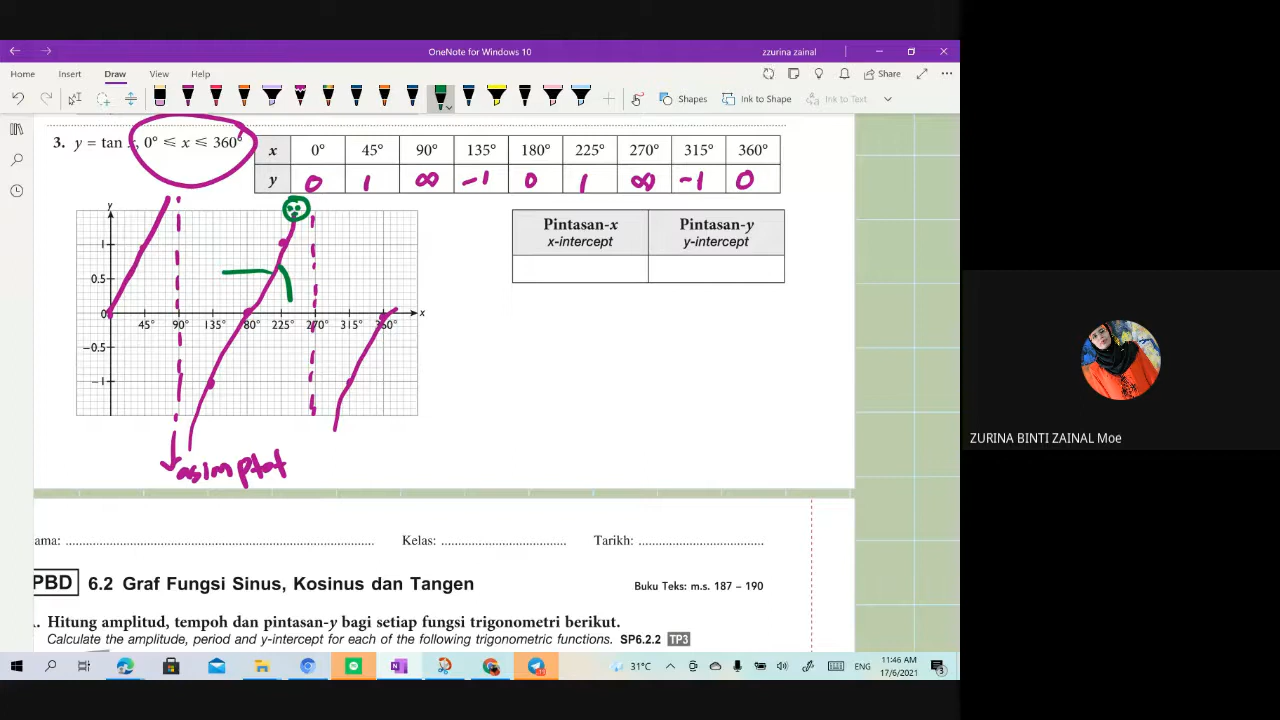 OneNote for Windows 10
zzurina zainal
Home Insert Draw View Help
Share
Shapes Ink to Shape Ink to Text
3. y = tan x, 0° ≤ x ≤ 360°
x 0° 45° 90° 135° 180° 225° 270° 315° 360°
y 0 1 ∞ -1 0 1 ∞ -1 0
y
1
0.5
0
-0.5
-1
45° 90° 135° 80° 225° 270° 315° 360° x
Pintasan-x Pintasan-y
x-intercept y-intercept
asimptot
ama: Kelas: Tarikh:
PBD 6.2 Graf Fungsi Sinus, Kosinus dan Tangen
Buku Teks: m.s. 187 – 190
Hitung amplitud, tempoh dan pintasan-y bagi setiap fungsi trigonometri berikut.
Calculate the amplitude, period and y-intercept for each of the following trigonometric functions. SP6.2.2 TP3
ZURINA BINTI ZAINAL Moe
31°C
ENG
11:46 AM
17/6/2021